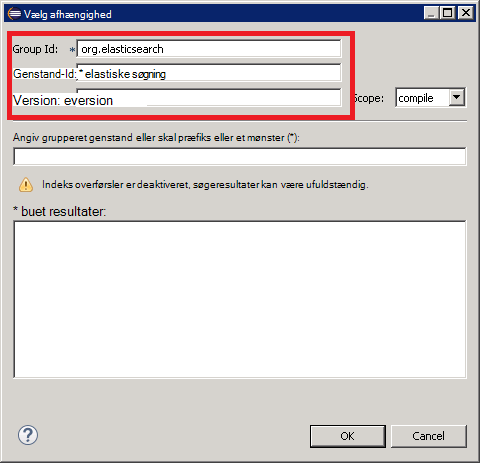 Vælg afhængighed
Group Id: * org.elasticsearch
Genstand-Id: * elastiske søgning
Version: eversion
Scope: compile
Angiv grupperet genstand eller skal præfiks eller et mønster (*):
Indeks overførsler er deaktiveret, søgeresultater kan være ufuldstændig.
* buet resultater:
OK Cancel